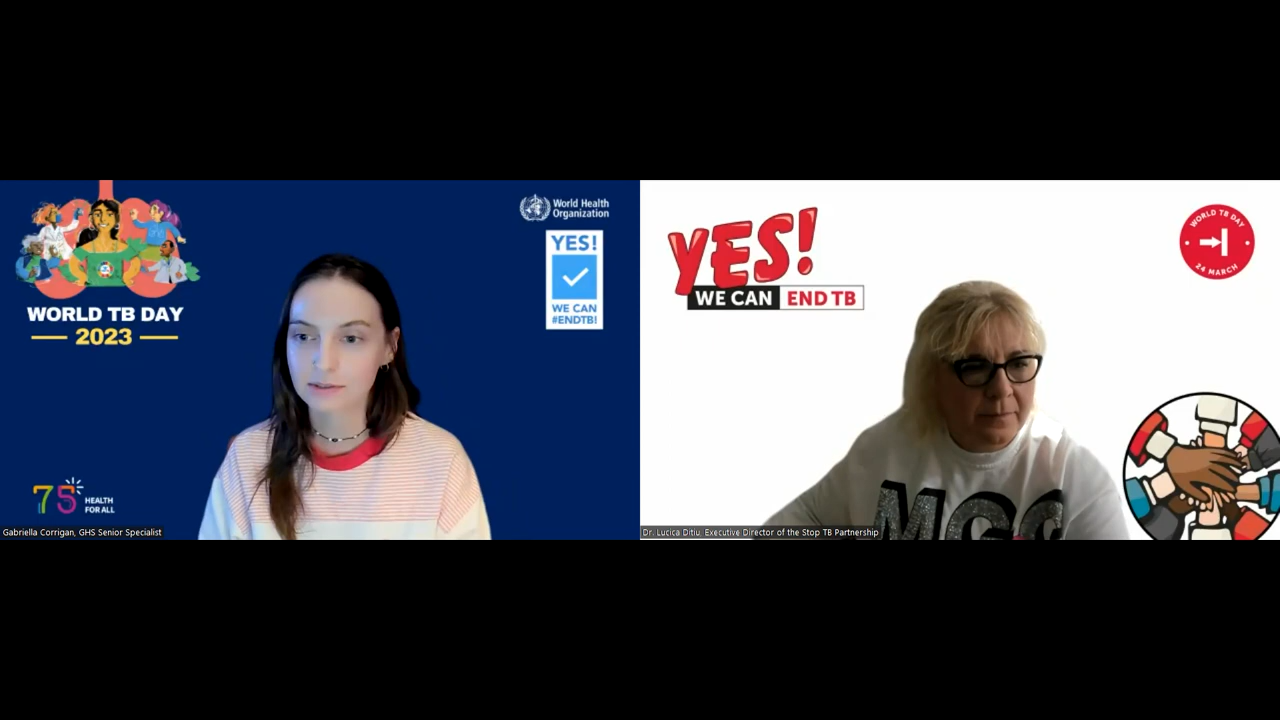 WORLD TB DAY
2023
World Health
Organization
YES!
WE CAN
#ENDTB!
75
HEALTH
FOR ALL
Gabriella Corrigan, GHS Senior Specialist
YES!
WE CAN END TB
WORLD TB DAY
24 MARCH
Dr. Lucica Ditiu, Executive Director of the Stop TB Partnership